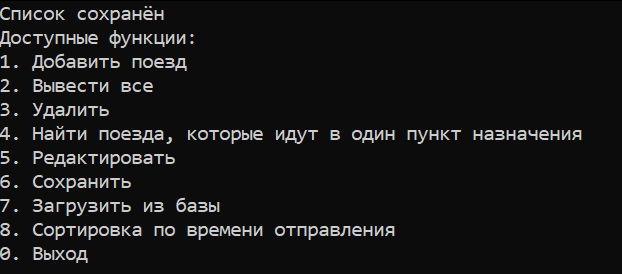 Список сохранён
Доступные функции:
1. Добавить поезд
2. Вывести все
3. Удалить
4. Найти поезда, которые идут в один пункт назначения
5. Редактировать
6. Сохранить
7. Загрузить из базы
8. Сортировка по времени отправления
0. Выход